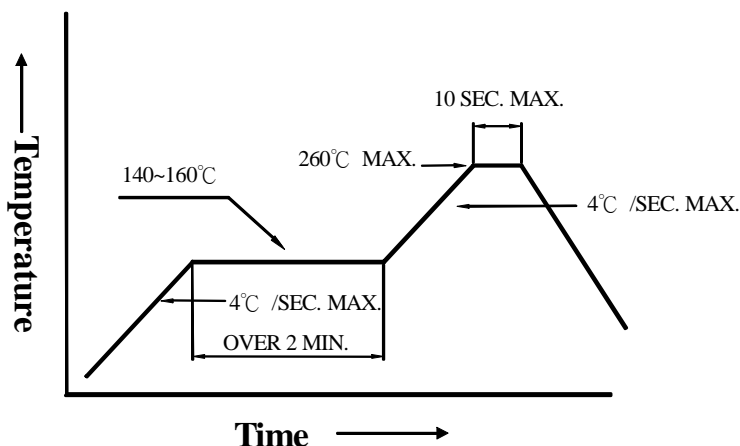 Temperature
10 SEC. MAX.
260℃ MAX.
140~160℃
4℃ /SEC. MAX.
4℃ /SEC. MAX.
OVER 2 MIN.
Time